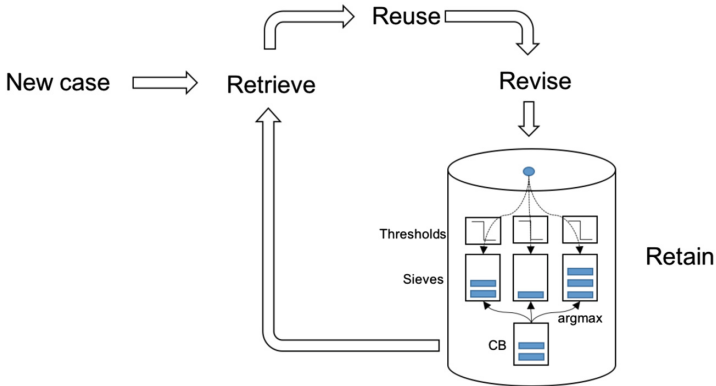 Reuse
New case
Retrieve
Revise
Thresholds
Retain
Sieves
argmax
CB